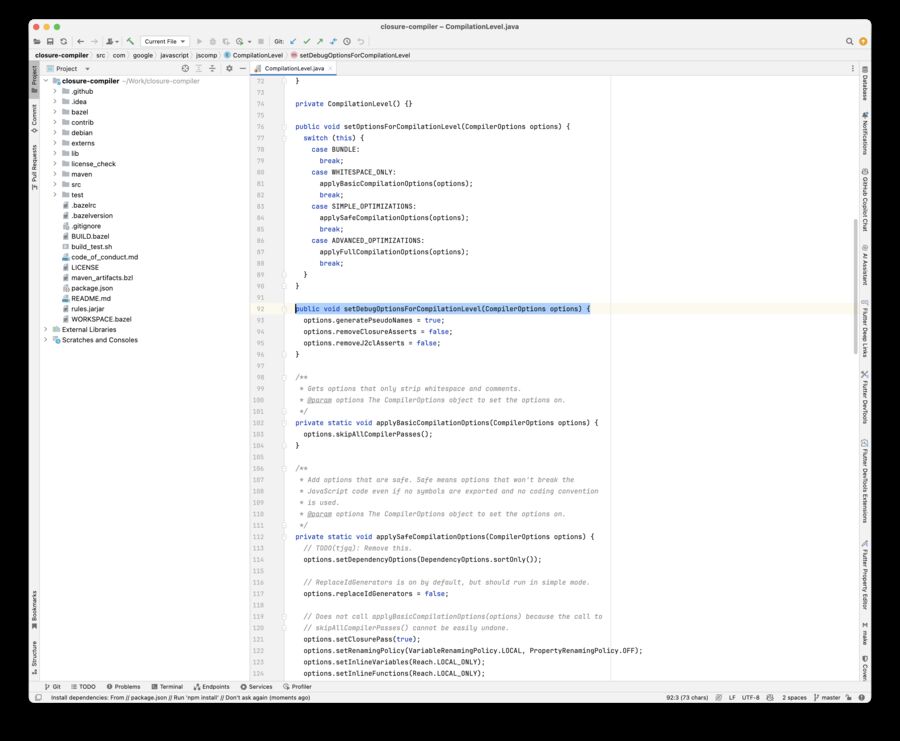 closure-compiler – CompilationLevel.java
Current File
Git:
closure-compiler src com google javascript jscomp CompilationLevel setDebugOptionsForCompilationLevel
Project
CompilationLevel.java
closure-compiler ~/Work/closure-compiler
.github
.idea
bazel
contrib
debian
externs
lib
license_check
maven
src
test
.bazelrc
.bazelversion
.gitignore
BUILD.bazel
build_test.sh
code_of_conduct.md
LICENSE
maven_artifacts.bzl
package.json
README.md
rules.jarjar
WORKSPACE.bazel
External Libraries
Scratches and Consoles
Project
Commit
Pull Requests
Bookmarks
Structure
72 }
73
74 private CompilationLevel() {}
75
76 public void setOptionsForCompilationLevel(CompilerOptions options) {
77 switch (this) {
78 case BUNDLE:
79 break;
80 case WHITESPACE_ONLY:
81 applyBasicCompilationOptions(options);
82 break;
83 case SIMPLE_OPTIMIZATIONS:
84 applySafeCompilationOptions(options);
85 break;
86 case ADVANCED_OPTIMIZATIONS:
87 applyFullCompilationOptions(options);
88 break;
89 }
90 }
91
92 public void setDebugOptionsForCompilationLevel(CompilerOptions options) {
93 options.generatePseudoNames = true;
94 options.removeClosureAsserts = false;
95 options.removeJ2clAsserts = false;
96 }
97
98 /**
99 * Gets options that only strip whitespace and comments.
100 * @param options The CompilerOptions object to set the options on.
101 */
102 private static void applyBasicCompilationOptions(CompilerOptions options) {
103 options.skipAllCompilerPasses();
104 }
105
106 /**
107 * Add options that are safe. Safe means options that won't break the
108 * JavaScript code even if no symbols are exported and no coding convention
109 * is used.
110 * @param options The CompilerOptions object to set the options on.
111 */
112 private static void applySafeCompilationOptions(CompilerOptions options) {
113 // TODO(tjgq): Remove this.
114 options.setDependencyOptions(DependencyOptions.sortOnly());
115
116 // ReplaceIdGenerators is on by default, but should run in simple mode.
117 options.replaceIdGenerators = false;
118
119 // Does not call applyBasicCompilationOptions(options) because the call to
120 // skipAllCompilerPasses() cannot be easily undone.
121 options.setClosurePass(true);
122 options.setRenamingPolicy(VariableRenamingPolicy.LOCAL, PropertyRenamingPolicy.OFF);
123 options.setInlineVariables(Reach.LOCAL_ONLY);
124 options.setInlineFunctions(Reach.LOCAL_ONLY);
Database
Notifications
GitHub Copilot Chat
AI Assistant
Flutter Deep Links
Flutter DevTools
Flutter DevTools Extensions
Flutter Property Editor
make
Coven
Git TODO Problems Terminal Endpoints Services Profiler
Install dependencies: From // package.json // Run 'npm install' // Don't ask again (moments ago) 92:3 (73 chars) LF UTF-8 2 spaces master